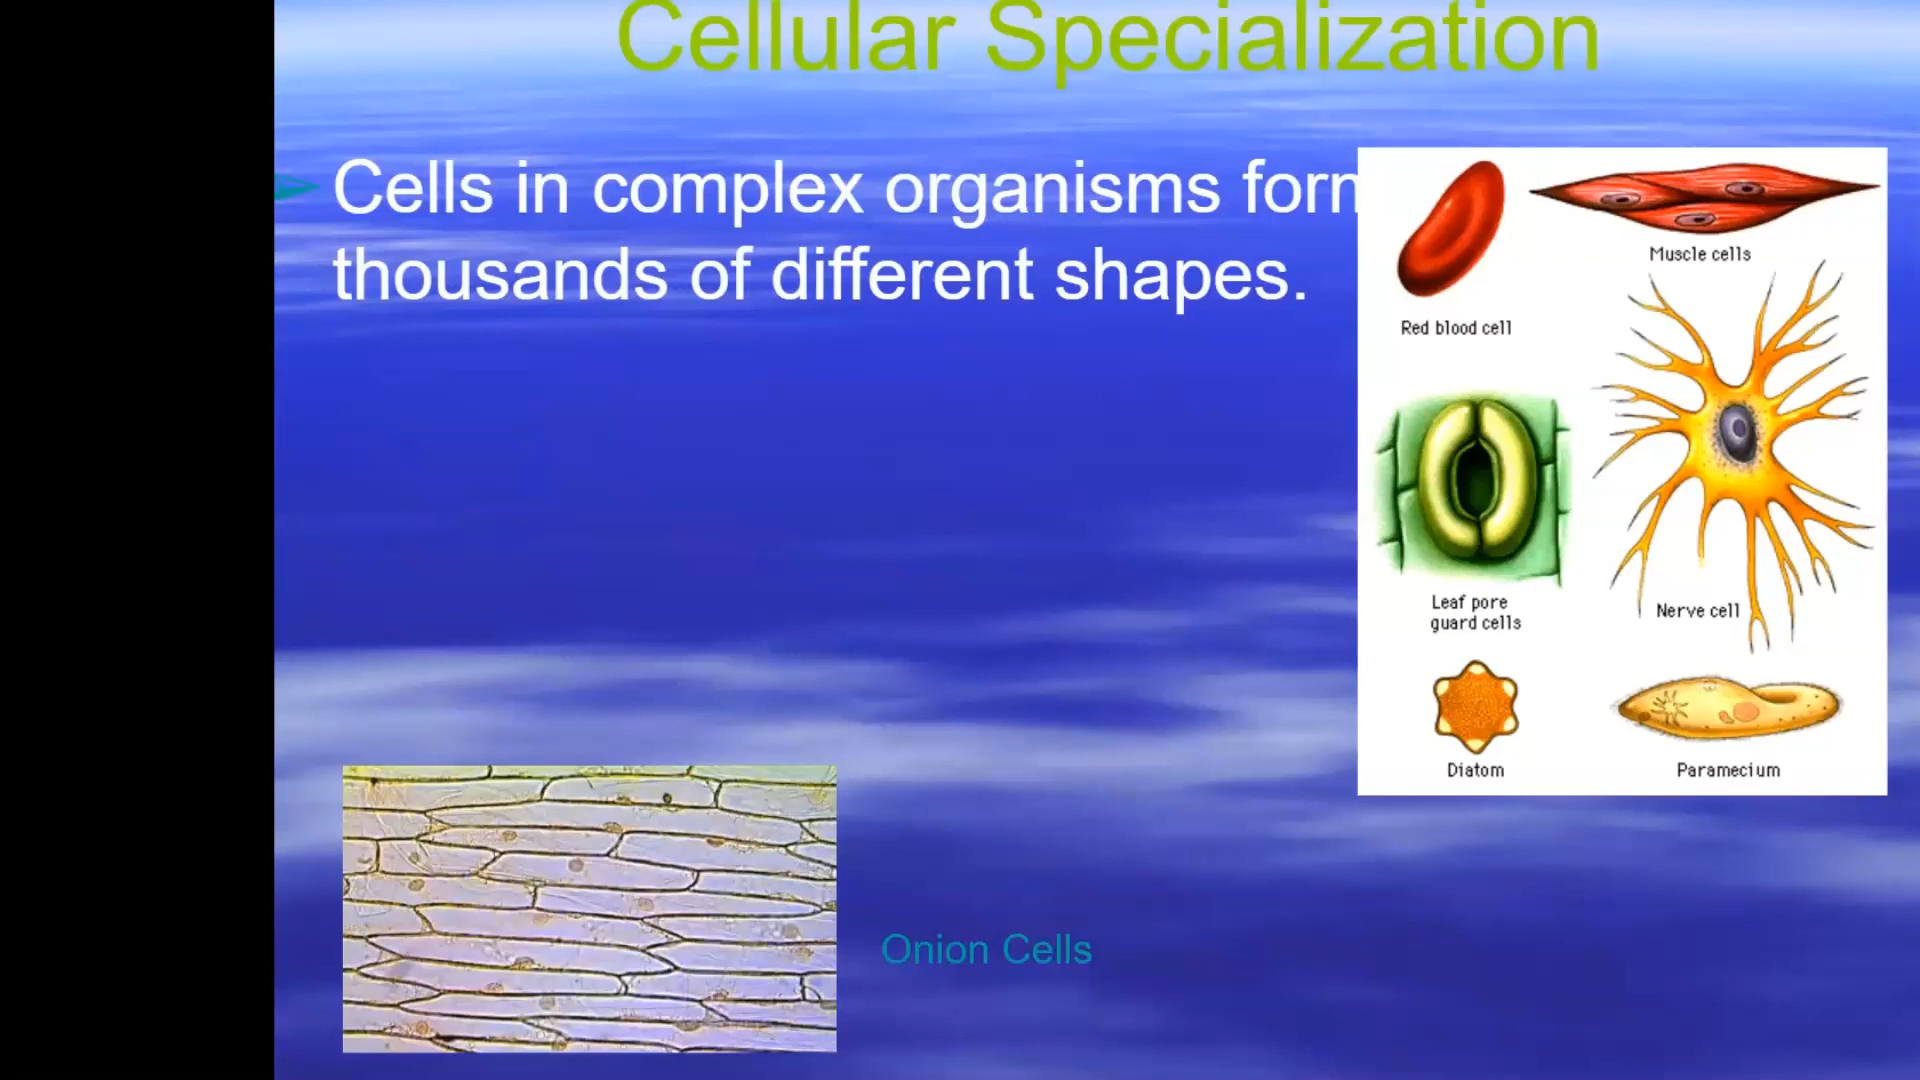 Cellular Specialization
Cells in complex organisms form
thousands of different shapes.
Muscle cells
Red blood cell
Leaf pore
guard cells
Nerve cell
Diatom
Paramecium
Onion Cells